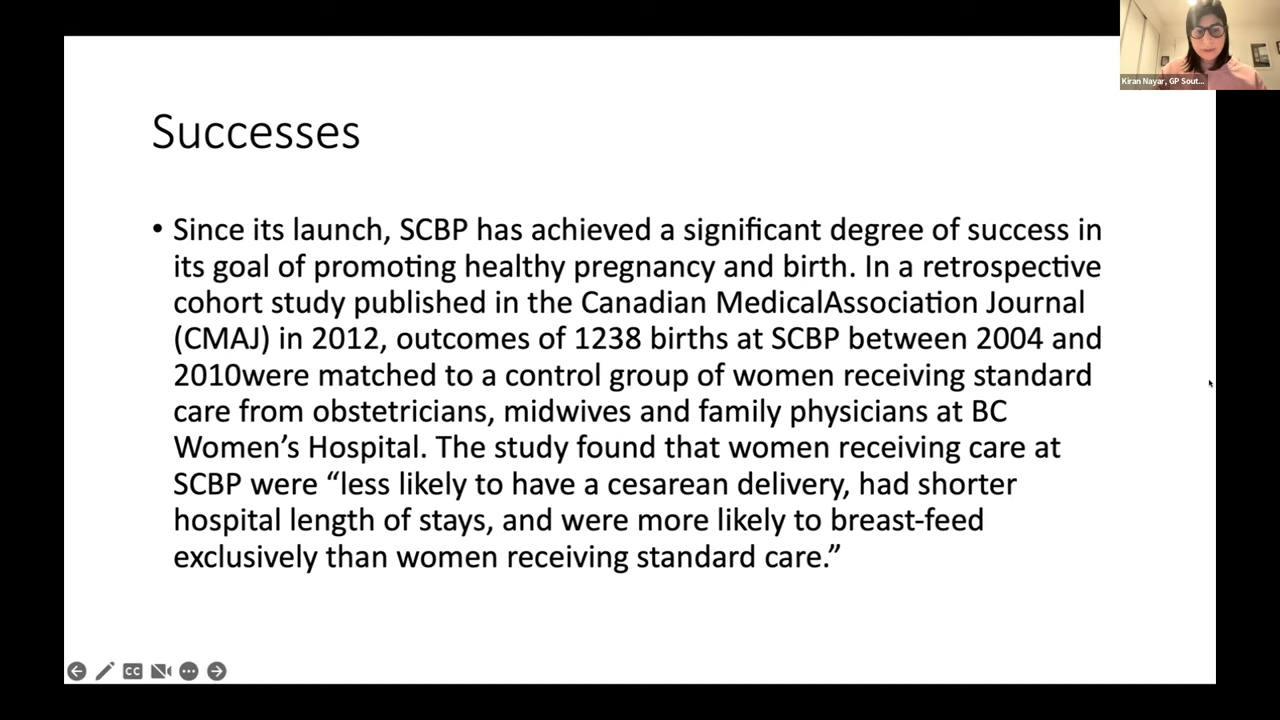 Kiran Nayar, GP Sout...
Successes
• Since its launch, SCBP has achieved a significant degree of success in
its goal of promoting healthy pregnancy and birth. In a retrospective
cohort study published in the Canadian MedicalAssociation Journal
(CMAJ) in 2012, outcomes of 1238 births at SCBP between 2004 and
2010were matched to a control group of women receiving standard
care from obstetricians, midwives and family physicians at BC
Women’s Hospital. The study found that women receiving care at
SCBP were “less likely to have a cesarean delivery, had shorter
hospital length of stays, and were more likely to breast-feed
exclusively than women receiving standard care.”
CC